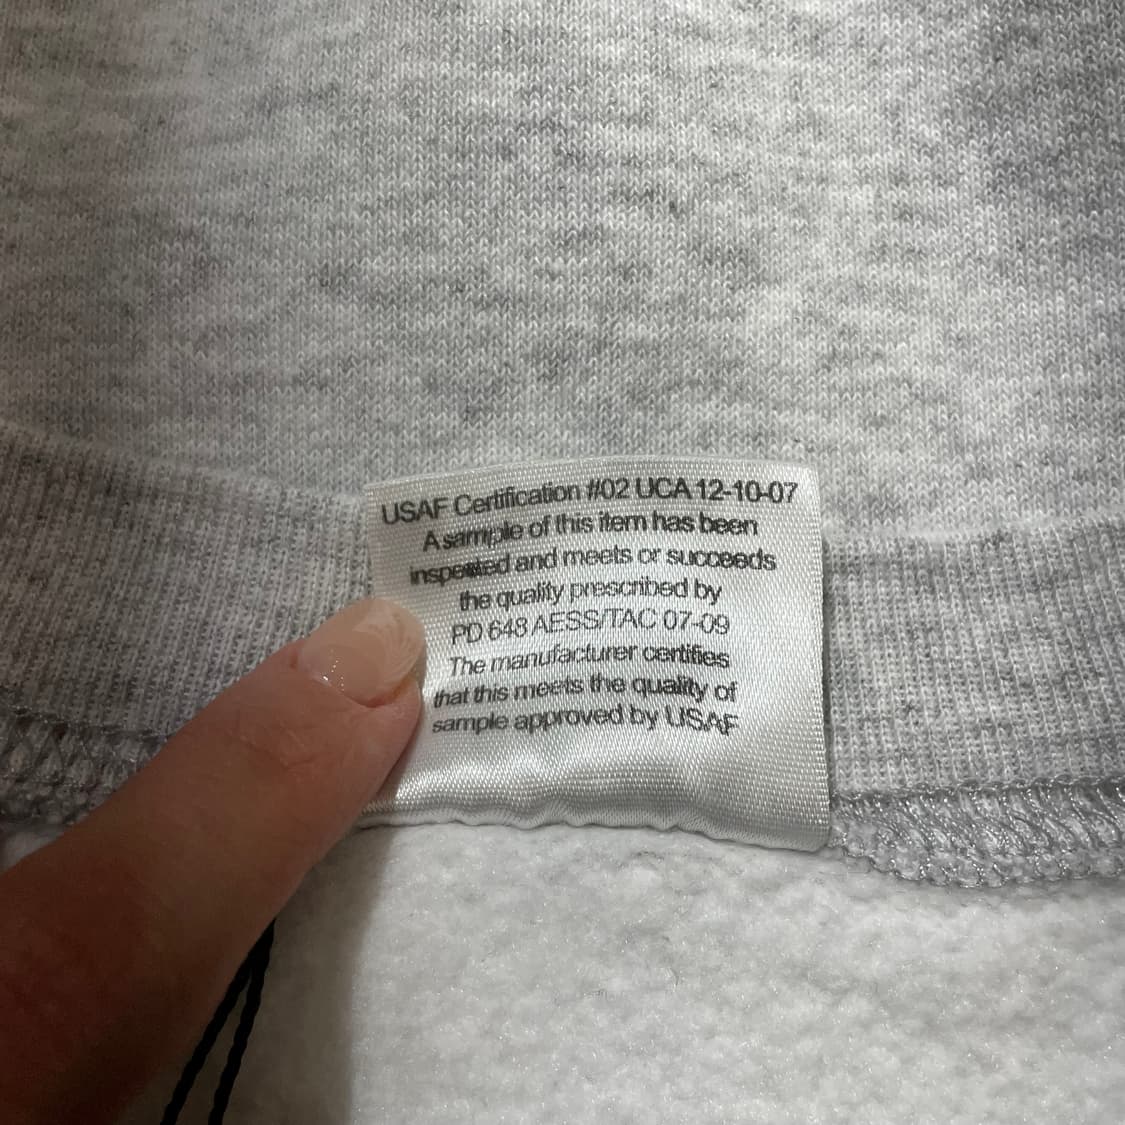 USAF Certification #02 UCA 12-10-07
A sample of this item has been
inspected and meets or succeeds
the quality prescribed by
PD 648 AESS/TAC 07-09
The manufacturer certifies
that this meets the quality of
sample approved by USAF